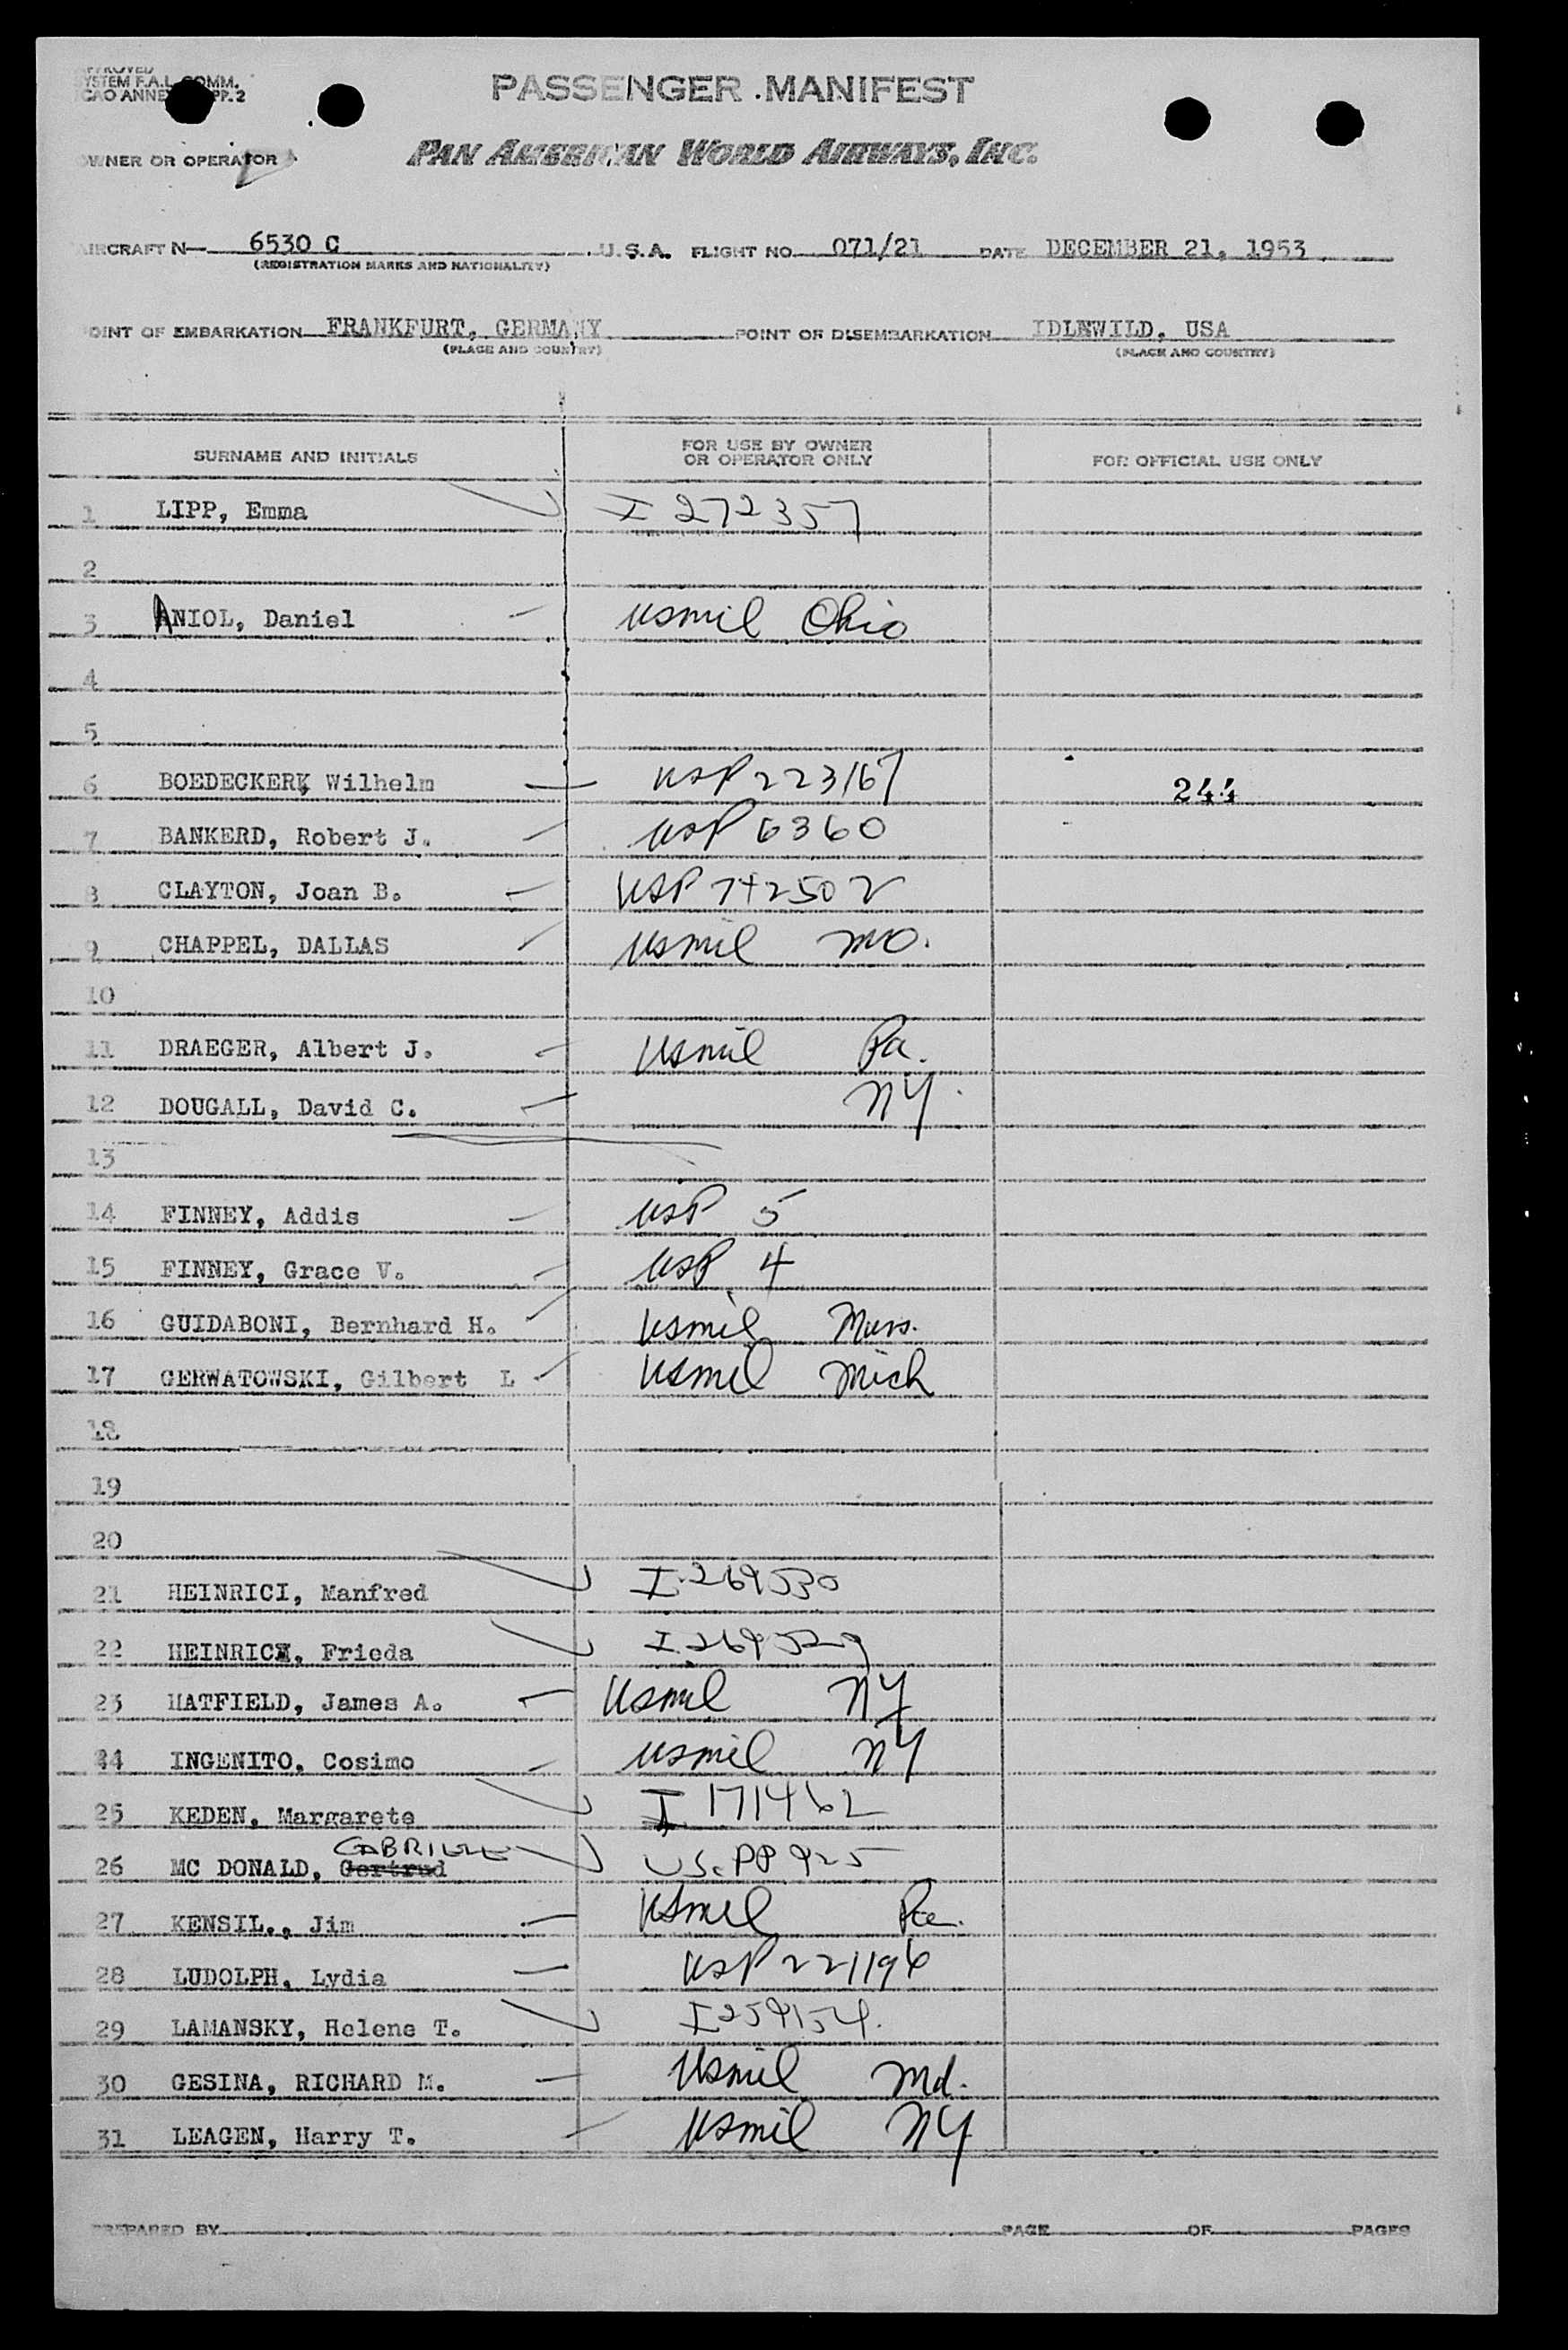 APPROVED
SYSTEM F.A.L. COMM.
ICAO ANNEX APP. 2
PASSENGER MANIFEST
OWNER OR OPERATOR
PAN AMERICAN WORLD AIRWAYS, INC.
AIRCRAFT N— 6530 C U.S.A. FLIGHT NO. 071/21 DATE DECEMBER 21, 1953
(REGISTRATION MARKS AND NATIONALITY)
POINT OF EMBARKATION FRANKFURT, GERMANY POINT OF DISEMBARKATION IDLEWILD, USA
(PLACE AND COUNTRY) (PLACE AND COUNTRY)
SURNAME AND INITIALS FOR USE BY OWNER OR OPERATOR ONLY FOR OFFICIAL USE ONLY
1 LIPP, Emma I 272357
2
3 ANIOL, Daniel usmil Ohio
4
5
6 BOEDECKER, Wilhelm USP 223167 244
7 BANKERD, Robert J. USP 6360
8 CLAYTON, Joan B. USP 742502
9 CHAPPEL, DALLAS usmil mo.
10
11 DRAEGER, Albert J. usmil Pa.
12 DOUGALL, David C. NY.
13
14 FINNEY, Addis USP 5
15 FINNEY, Grace V. USP 4
16 GUIDABONI, Bernhard H. usmil Mass.
17 GERWATOWSKI, Gilbert L usmil Mich
18
19
20
21 HEINRICI, Manfred I 269530
22 HEINRICI, Frieda I 269529
23 HATFIELD, James A. usmil NY
24 INGENITO, Cosimo usmil NY
25 KEDEN, Margarete I 171462
GABRIELE
26 MC DONALD, Gertrud U.S. PP 925
27 KENSIL., Jim usmil Pa.
28 LUDOLPH, Lydia USP 221196
29 LAMANSKY, Helene T. I 259154.
30 GESINA, RICHARD M. usmil Md.
31 LEAGEN, Harry T. usmil NY
PREPARED BY PAGE OF PAGES